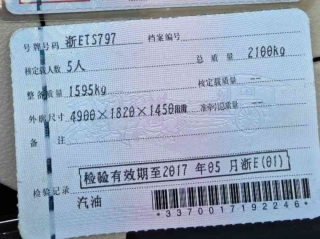 号牌号码 浙ETS797 档案编号
核定载人数 5人 总质量 2100kg
整备质量 1595kg 核定载质量 --
外廓尺寸 4900×1820×1450mm 准牵引总质量 --
备注
检验有效期至2017年05月浙E(01)
检验记录
汽油
*3370017192246*